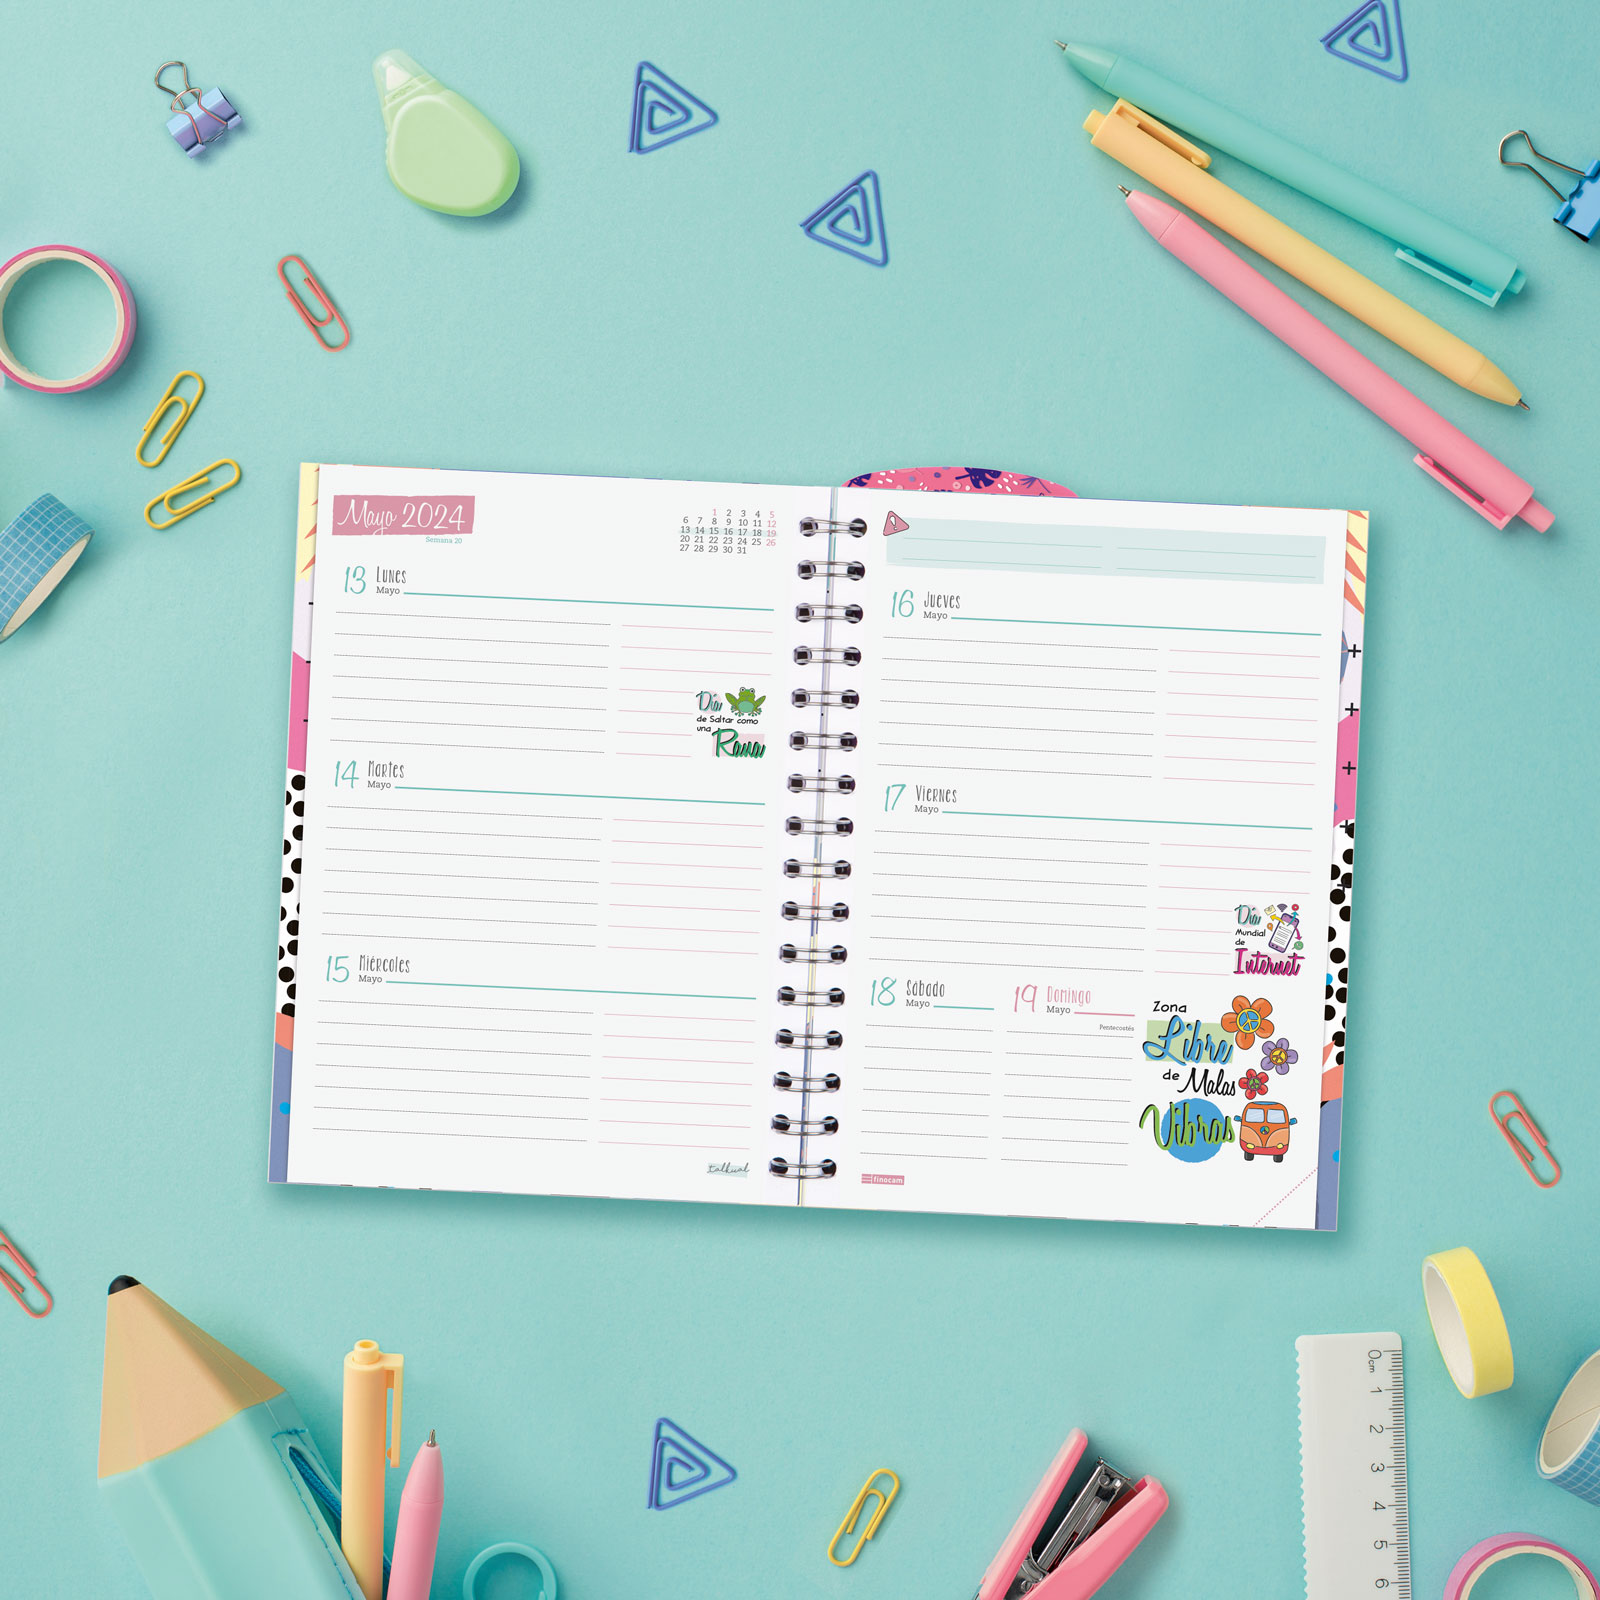 Mayo 2024
Semana 20
1 2 3 4 5
6 7 8 9 10 11 12
13 14 15 16 17 18 19
20 21 22 23 24 25 26
27 28 29 30 31
13 Lunes
Mayo
Día
de Saltar como
una Rana
14 Martes
Mayo
15 Miércoles
Mayo
talkual
16 Jueves
Mayo
17 Viernes
Mayo
Día
Mundial
de
Internet
18 Sábado
Mayo
19 Domingo
Mayo
Pentecostés
Zona
Libre
de Malas
Vibras
finocam
0cm 1 2 3 4 5 6